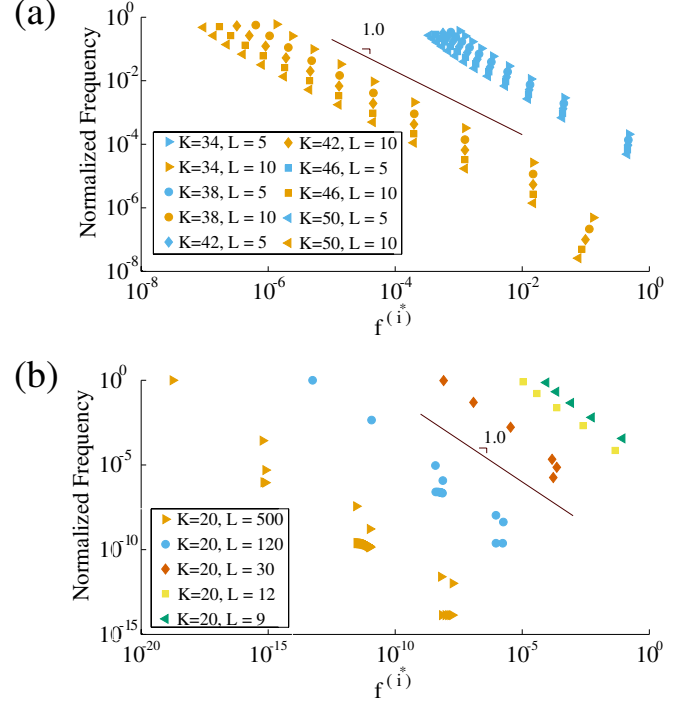 (a)
Normalized Frequency
10^0
10^-2
10^-4
10^-6
10^-8
1.0
K=34, L = 5
K=34, L = 10
K=38, L = 5
K=38, L = 10
K=42, L = 5
K=42, L = 10
K=46, L = 5
K=46, L = 10
K=50, L = 5
K=50, L = 10
10^-8 10^-6 10^-4 10^-2 10^0
f^(i*)
(b)
Normalized Frequency
10^0
10^-5
10^-10
10^-15
1.0
K=20, L = 500
K=20, L = 120
K=20, L = 30
K=20, L = 12
K=20, L = 9
10^-20 10^-15 10^-10 10^-5 10^0
f^(i*)